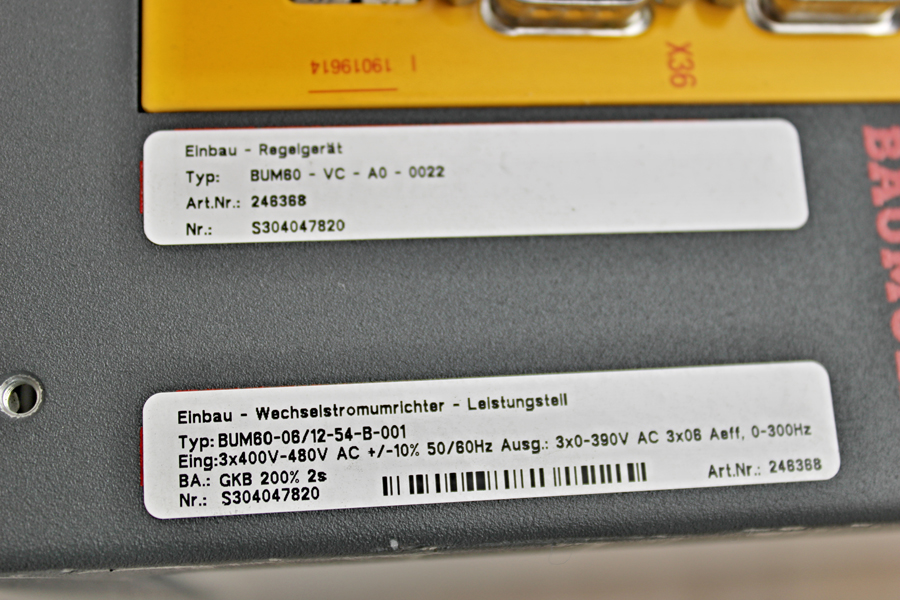 19019614
X36
Einbau - Regelgerät
Typ: BUM60 - VC - A0 - 0022
Art.Nr.: 246368
Nr.: S304047820
Einbau - Wechselstromumrichter - Leistungsteil
Typ: BUM60-06/12-54-B-001
Eing:3x400V-480V AC +/-10% 50/60Hz Ausg.: 3x0-390V AC 3x06 Aeff, 0-300Hz
BA.: GKB 200% 2s
Nr.: S304047820
Art.Nr.: 246368